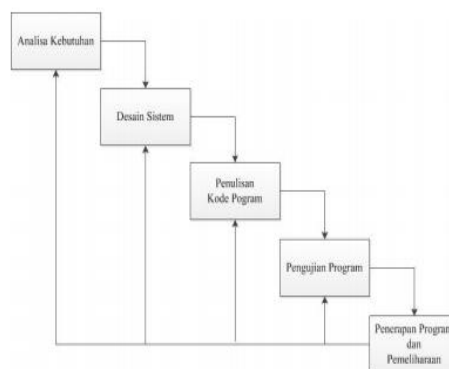 Analisa Kebutuhan
Desain Sistem
Penulisan
Kode Pogram
Pengujian Program
Penerapan Program
dan
Pemeliharaan